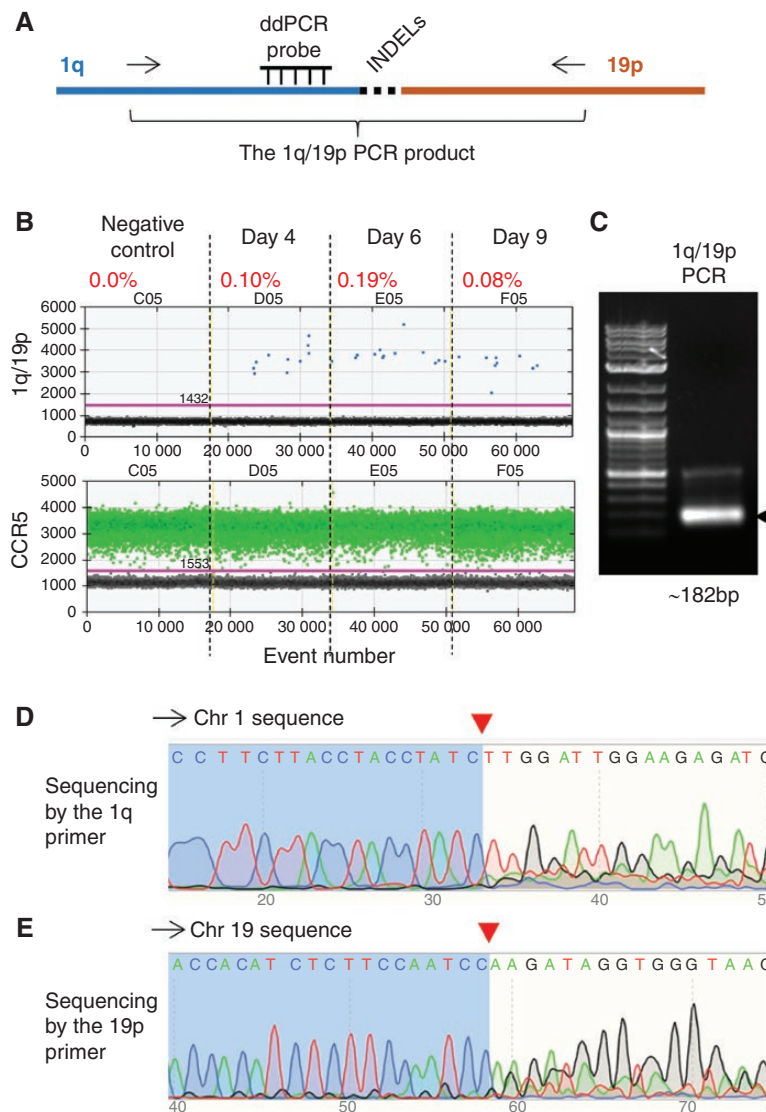 A
ddPCR
probe
INDELs
1q
19p
The 1q/19p PCR product
B
Negative
control
Day 4
Day 6
Day 9
0.0%
0.10%
0.19%
0.08%
C05
D05
E05
F05
1q/19p
6000
5000
4000
3000
2000
1000
0
1432
0
10 000
20 000
30 000
40 000
50 000
60 000
C05
D05
E05
F05
CCR5
5000
4000
3000
2000
1000
0
1553
0
10 000
20 000
30 000
40 000
50 000
60 000
Event number
C
1q/19p
PCR
~182bp
D
Chr 1 sequence
Sequencing
by the 1q
primer
C C T T C T T A C C T A C C T A T C T T G G A T T G G A A G A G A T G
20
30
40
5
E
Chr 19 sequence
Sequencing
by the 19p
primer
A C C A C A T C T C T T C C A A T C C A A G A T A G G T G G G T A A G
40
50
60
70